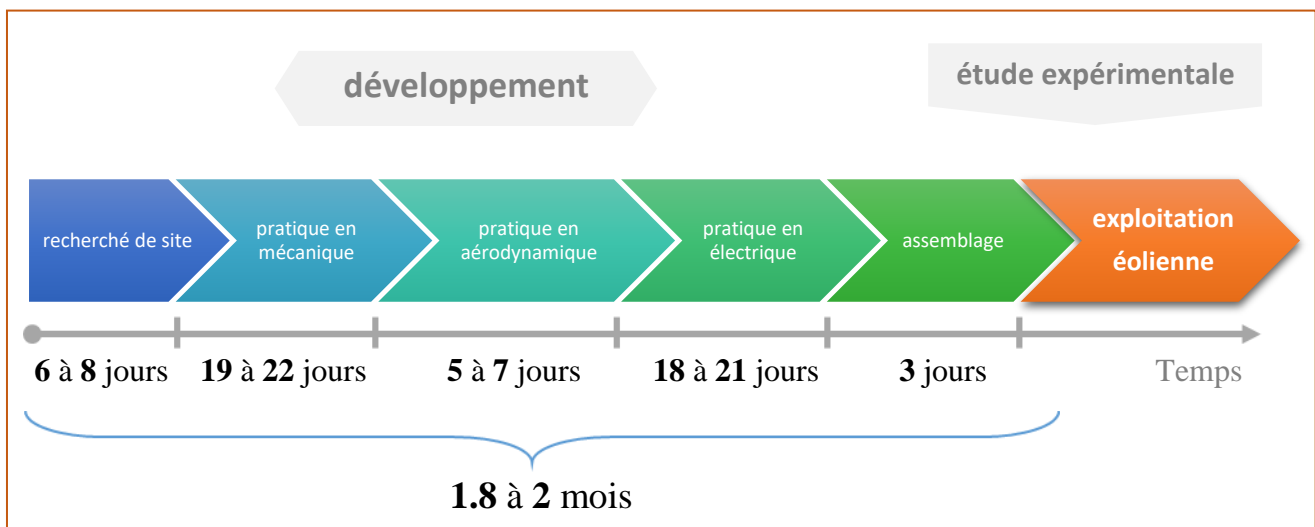 développement
étude expérimentale
recherché de site
pratique en
mécanique
pratique en
aérodynamique
pratique en
électrique
assemblage
exploitation
éolienne
6 à 8 jours
19 à 22 jours
5 à 7 jours
18 à 21 jours
3 jours
Temps
1.8 à 2 mois